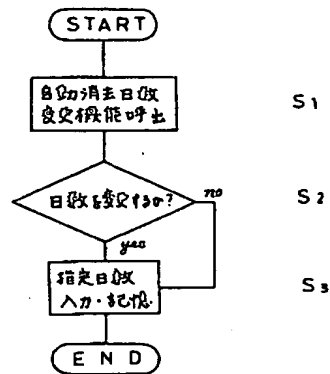 START
自動消去日数
変更機能呼出
S1
日数を変更するか?
no
S2
yes
指定日数
入力・記憶
S3
END